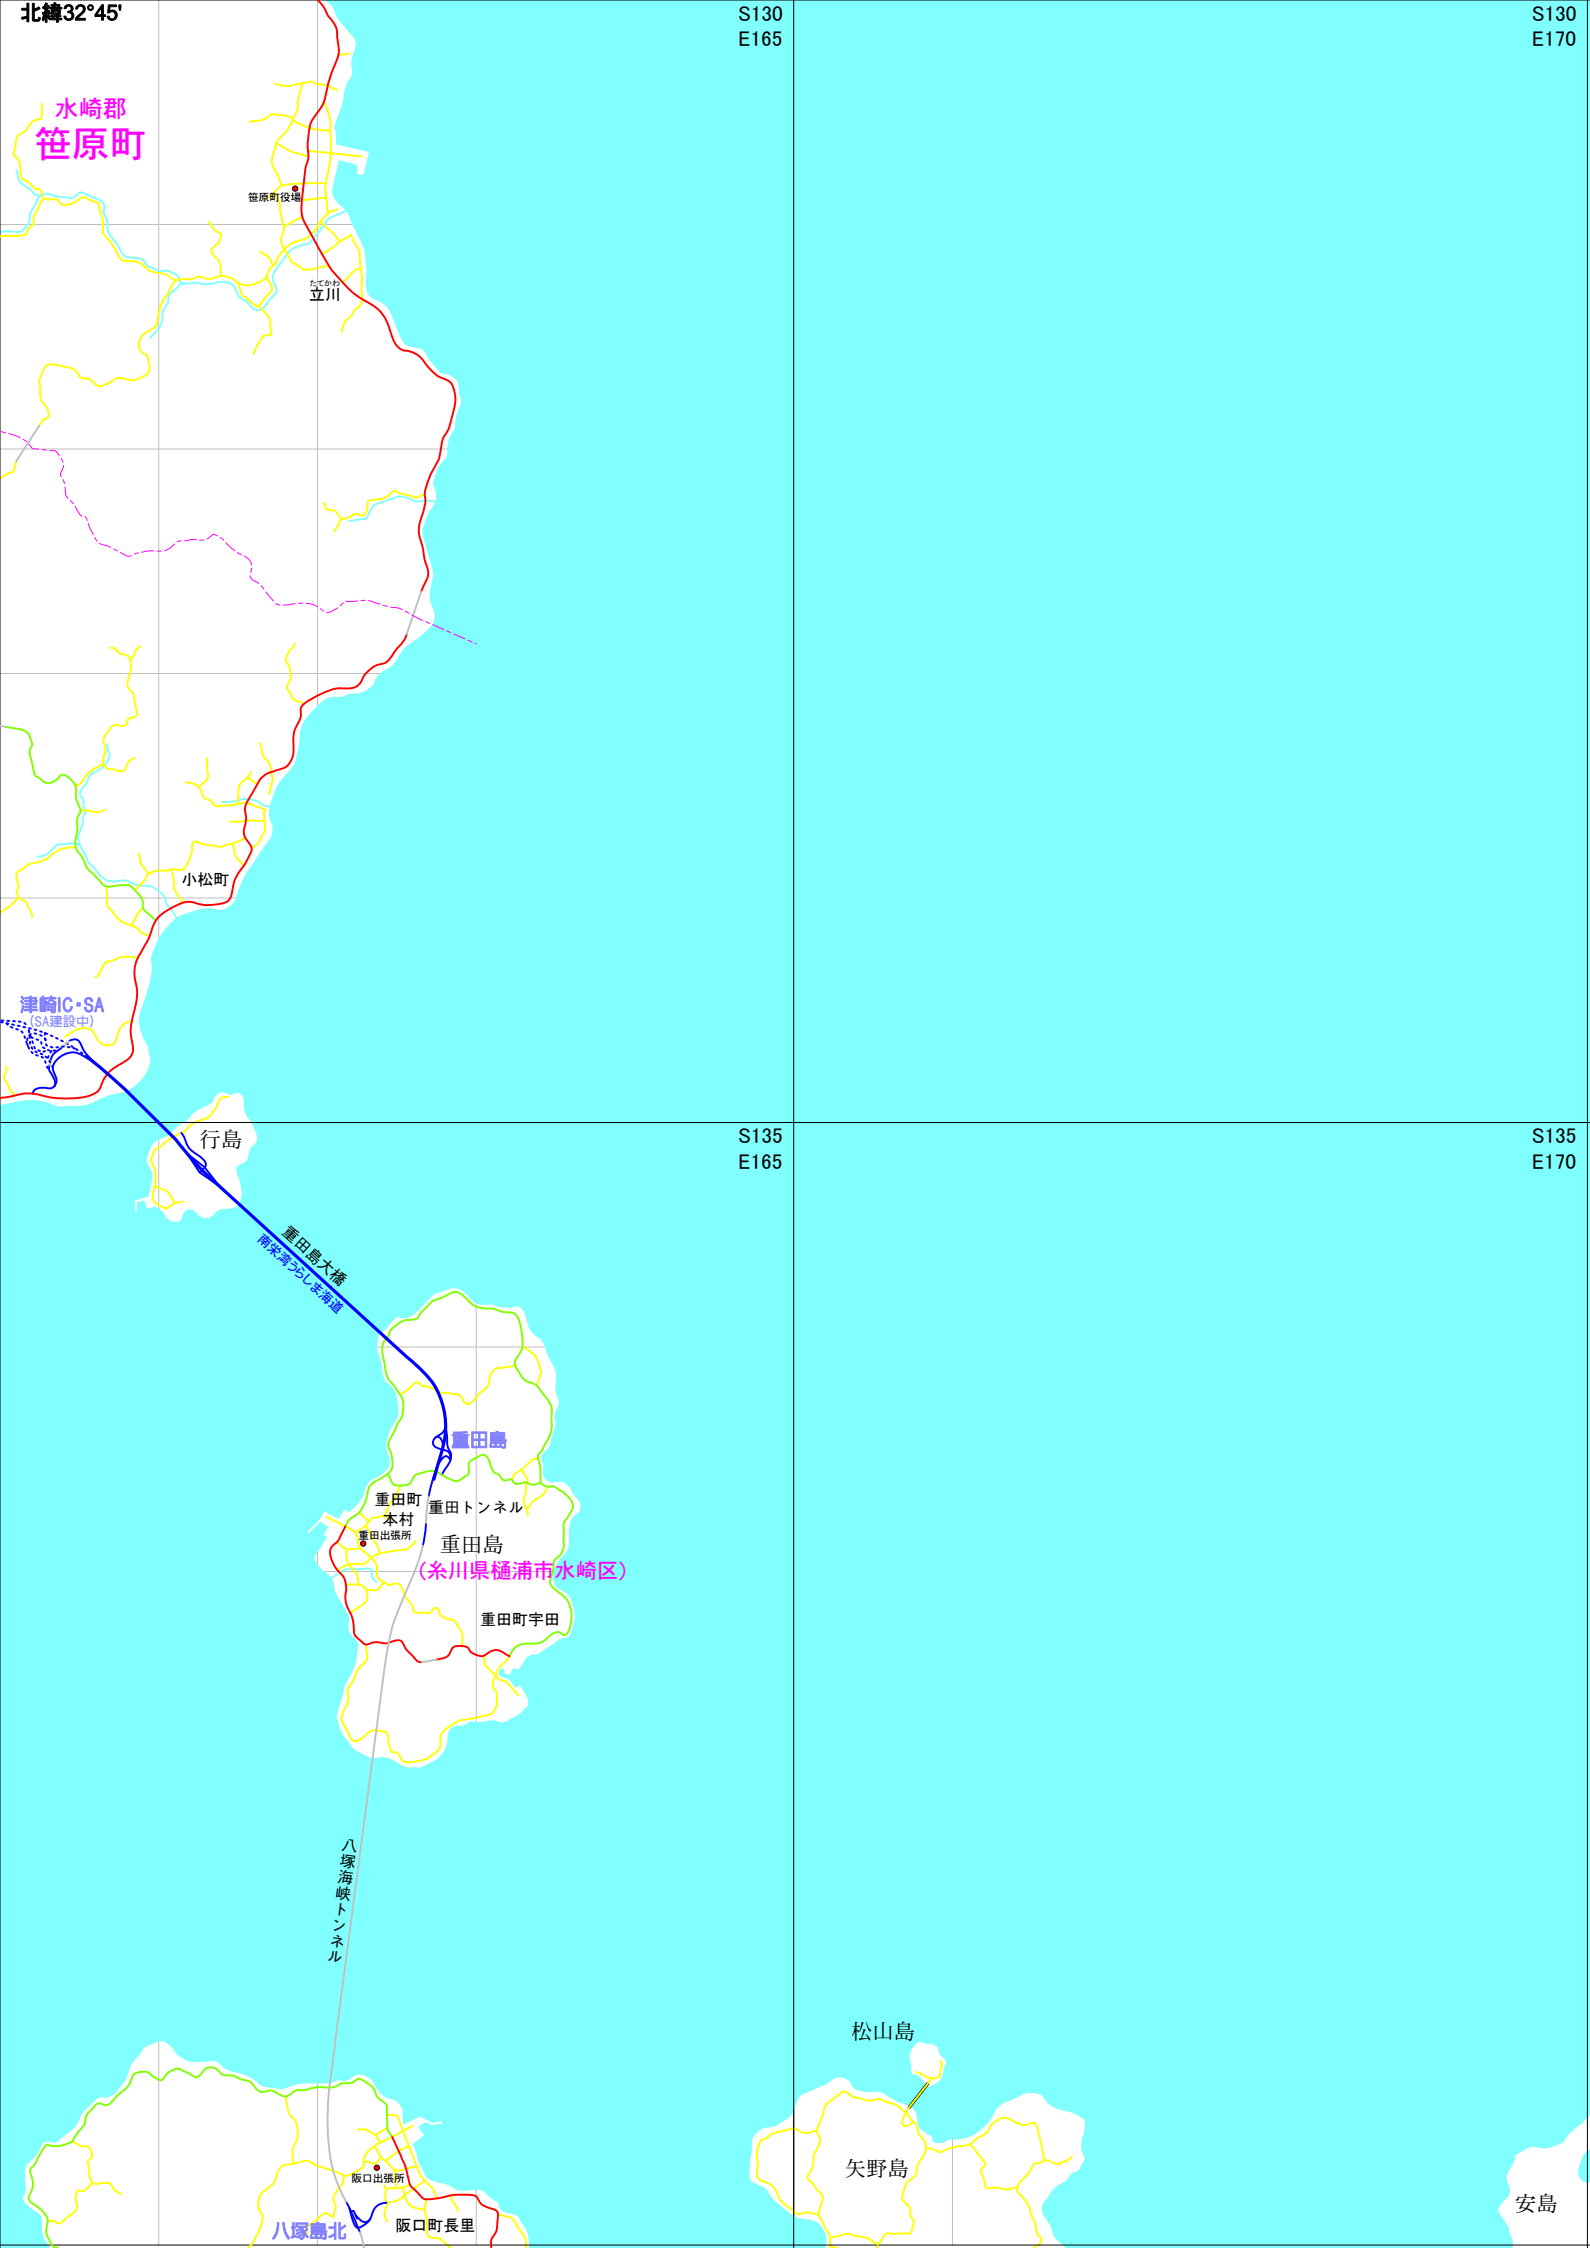 北緯32°45'
S130
E165
S130
E170
水崎郡
笹原町
笹原町役場
たてかわ
立川
小松町
津崎IC・SA
(SA建設中)
行島
S135
E165
S135
E170
重田島大橋
南栄湾うらしま海道
重田島
重田町
本村
重田トンネル
重田出張所
重田島
(糸川県樋浦市水崎区)
重田町宇田
八塚海峡トンネル
松山島
矢野島
阪口出張所
安島
阪口町長里
八塚島北